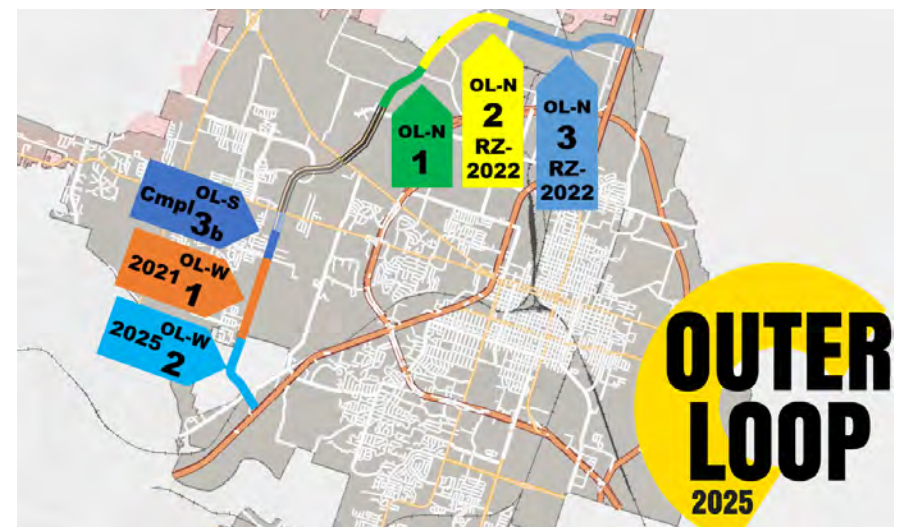 OL-N
1
OL-N
2
RZ-
2022
OL-N
3
RZ-
2022
OL-S
Cmpl 3b
OL-W
2021 1
OL-W
2025 2
OUTER
LOOP
2025